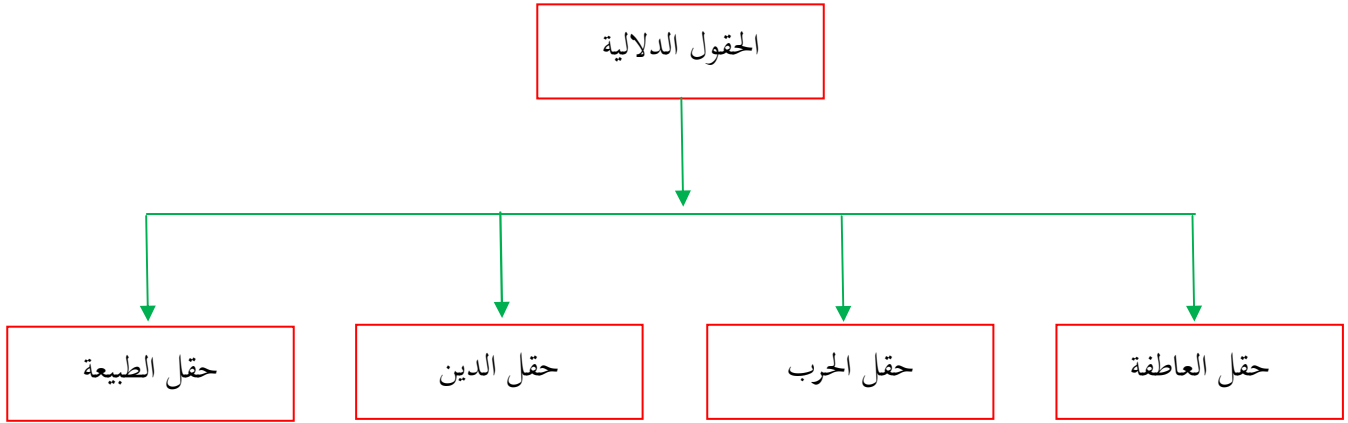 الحقول الدلالية
حقل العاطفة
حقل الحرب
حقل الدين
حقل الطبيعة